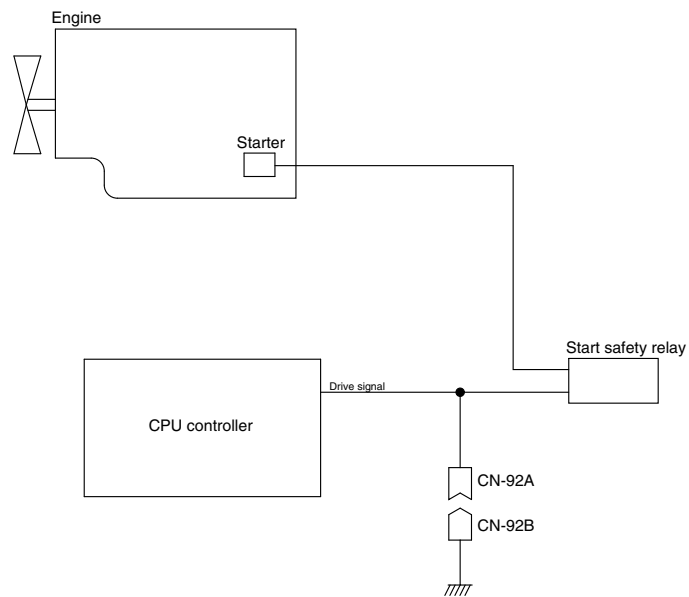 Engine
Starter
Start safety relay
Drive signal
CPU controller
CN-92A
CN-92B